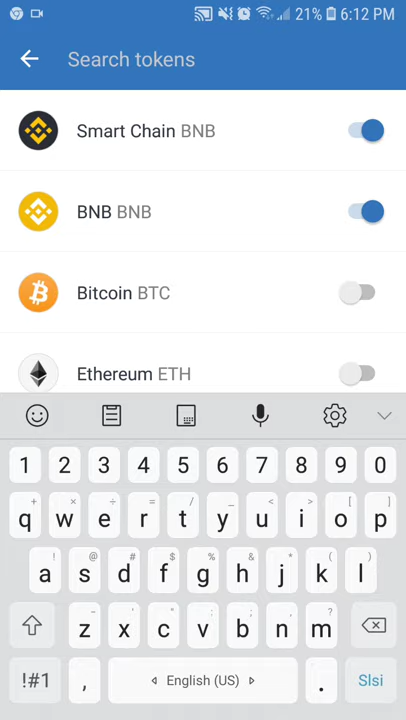 21% 6:12 PM
Search tokens
Smart Chain BNB
BNB BNB
Bitcoin BTC
Ethereum ETH
1 2 3 4 5 6 7 8 9 0
+ × ÷ = / _ < > [ ]
q w e r t y u i o p
! @ # $ % ^ & * ( )
a s d f g h j k l
- ' " : ; , ?
z x c v b n m
!#1 , English (US) . Slsi